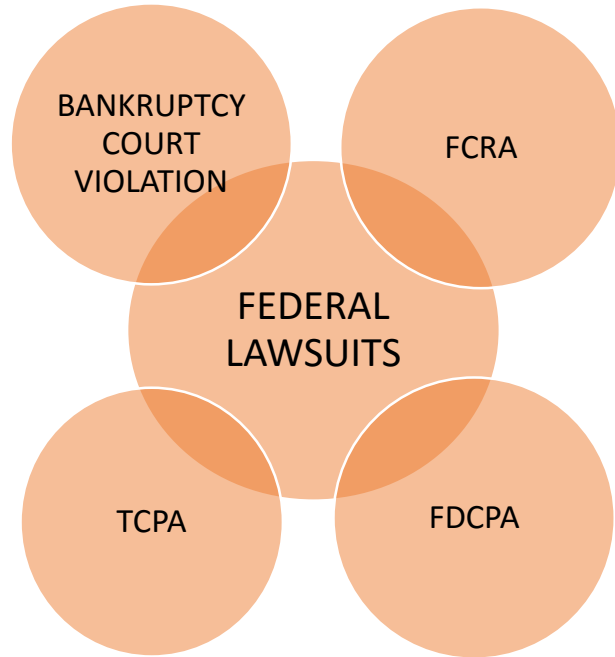 BANKRUPTCY
COURT
VIOLATION
FCRA
FEDERAL
LAWSUITS
TCPA
FDCPA